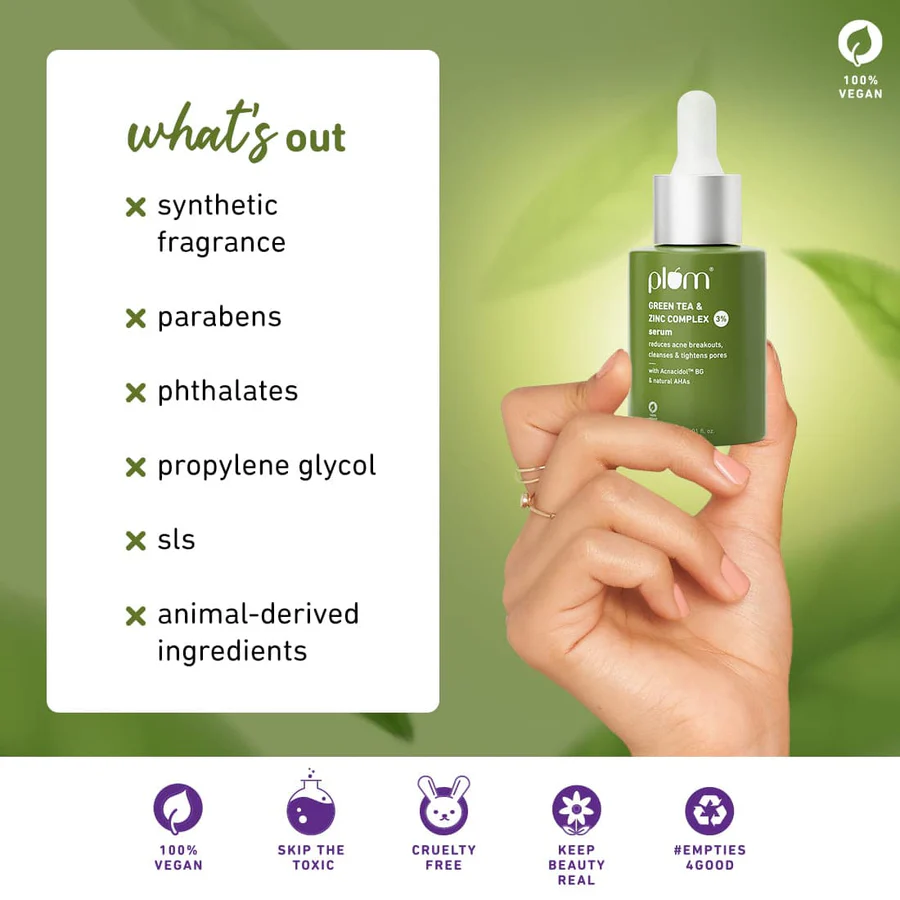 100%
VEGAN
what's out
synthetic
fragrance
parabens
phthalates
propylene glycol
sls
animal-derived
ingredients
plum®
GREEN TEA &
ZINC COMPLEX 3%
serum
reduces acne breakouts,
cleanses & tightens pores
with Acnacidol™ BG
& natural AHAs
100%
VEGAN
SKIP THE
TOXIC
CRUELTY
FREE
KEEP
BEAUTY
REAL
#EMPTIES
4GOOD